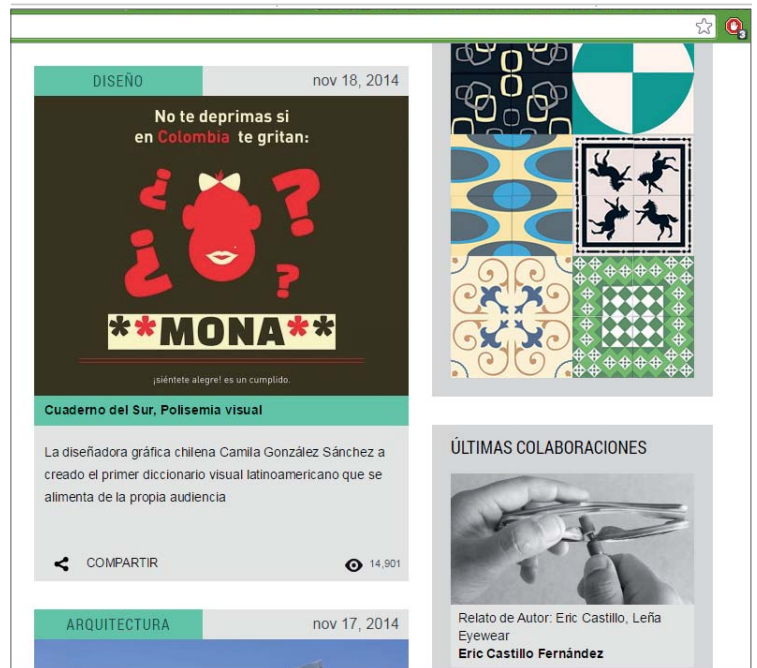 3
DISEÑO
nov 18, 2014
No te deprimas si
en Colombia te gritan:
¿ ? ¿ ?
**MONA**
¡siéntete alegre! es un cumplido.
Cuaderno del Sur, Polisemia visual
La diseñadora gráfica chilena Camila González Sánchez a
creado el primer diccionario visual latinoamericano que se
alimenta de la propia audiencia
COMPARTIR
14,901
ARQUITECTURA
nov 17, 2014
ÚLTIMAS COLABORACIONES
Relato de Autor: Eric Castillo, Leña
Eyewear
Eric Castillo Fernández